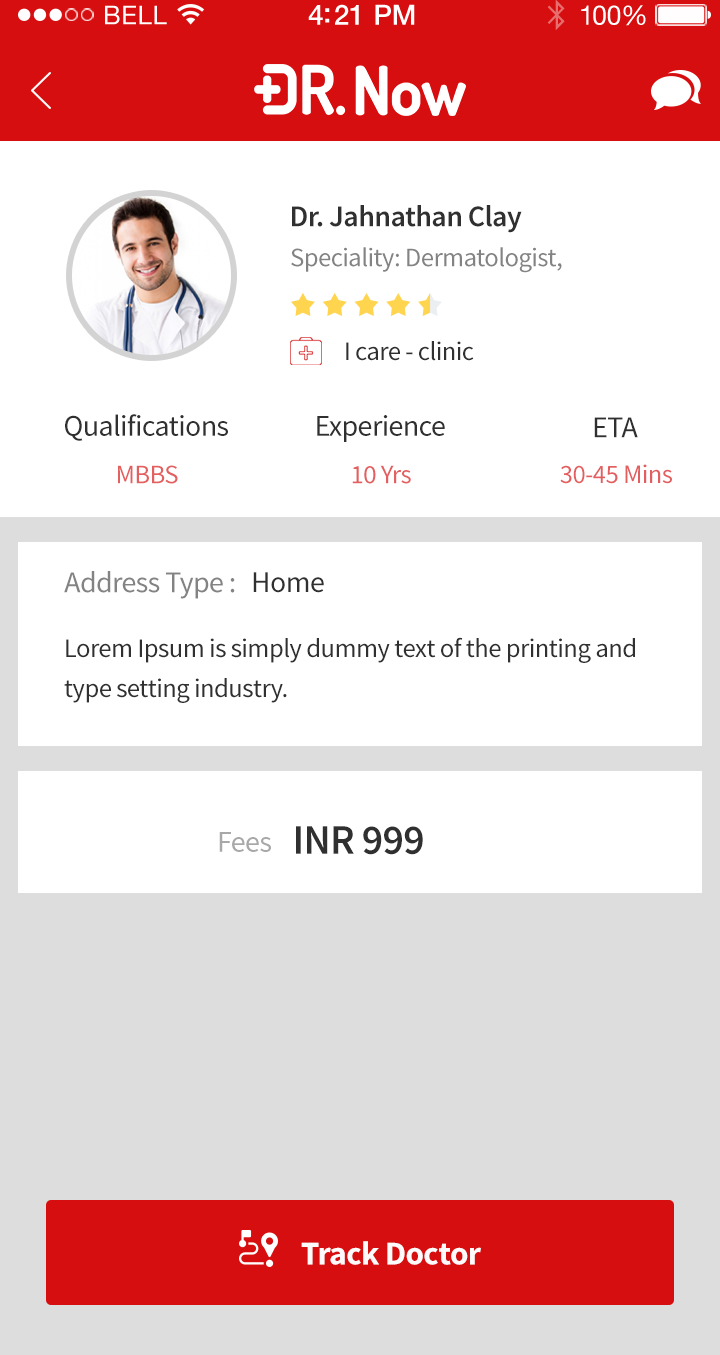 BELL 4:21 PM 100%
DR. Now
Dr. Jahnathan Clay
Speciality: Dermatologist,
I care - clinic
Qualifications Experience ETA
MBBS 10 Yrs 30-45 Mins
Address Type : Home
Lorem Ipsum is simply dummy text of the printing and
type setting industry.
Fees INR 999
Track Doctor